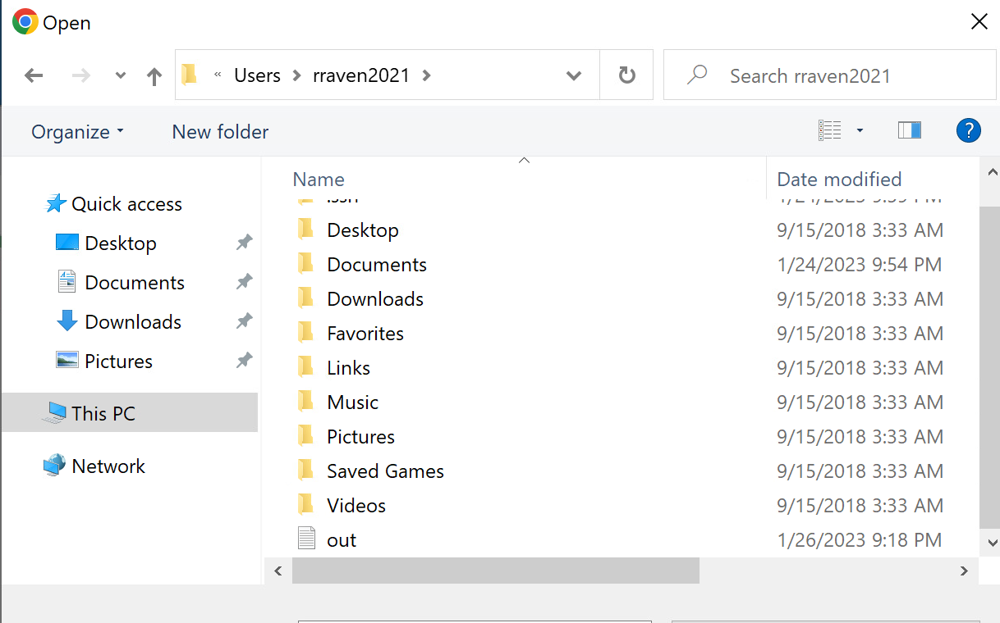 Open
« Users > rraven2021 >
Search rraven2021
Organize
New folder
?
Name
Date modified
Quick access
Desktop
Documents
Downloads
Pictures
This PC
Network
.ssh
Desktop 9/15/2018 3:33 AM
Documents 1/24/2023 9:54 PM
Downloads 9/15/2018 3:33 AM
Favorites 9/15/2018 3:33 AM
Links 9/15/2018 3:33 AM
Music 9/15/2018 3:33 AM
Pictures 9/15/2018 3:33 AM
Saved Games 9/15/2018 3:33 AM
Videos 9/15/2018 3:33 AM
out 1/26/2023 9:18 PM